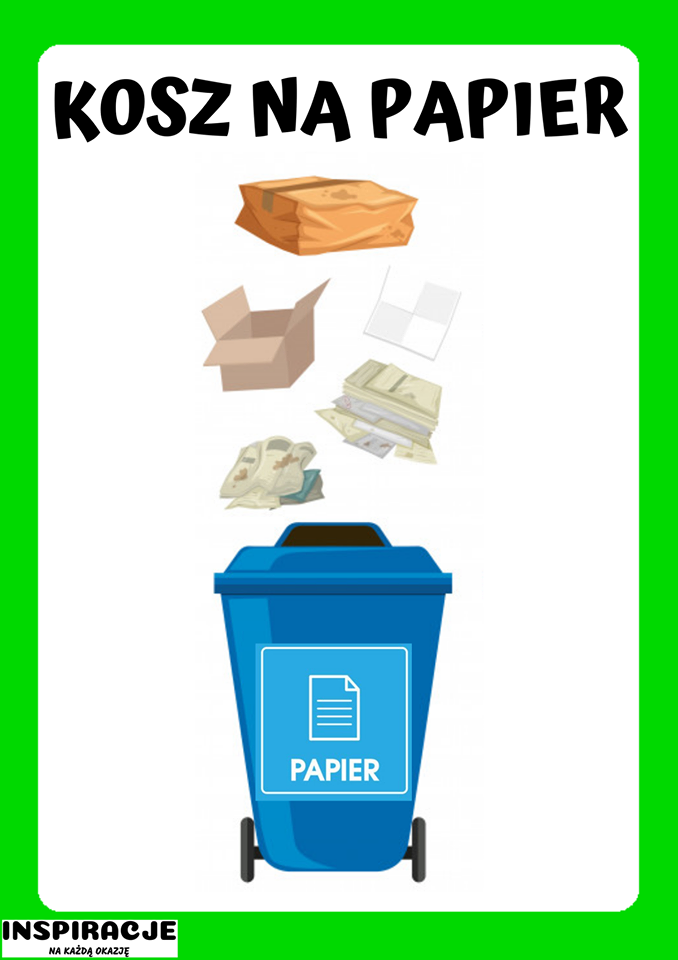 KOSZ NA PAPIER
PAPIER
INSPIRACJE
NA KAŻDĄ OKAZJĘ